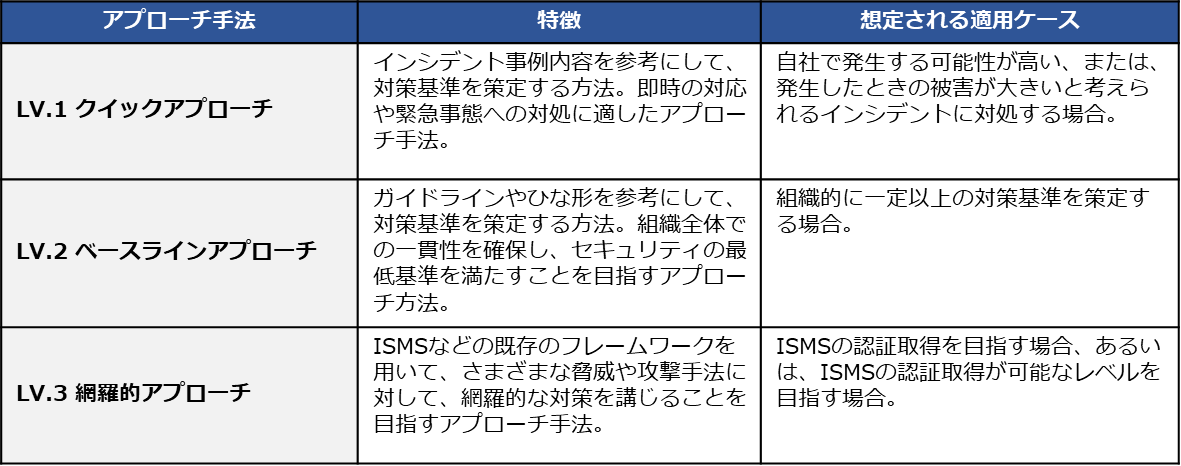 アプローチ手法
特徴
想定される適用ケース
LV.1 クイックアプローチ
インシデント事例内容を参考にして、
対策基準を策定する方法。即時の対応
や緊急事態への対処に適したアプロー
チ手法。
自社で発生する可能性が高い、または、
発生したときの被害が大きいと考えら
れるインシデントに対処する場合。
LV.2 ベースラインアプローチ
ガイドラインやひな形を参考にして、
対策基準を策定する方法。組織全体で
の一貫性を確保し、セキュリティの最
低基準を満たすことを目指すアプロー
チ方法。
組織的に一定以上の対策基準を策定す
る場合。
LV.3 網羅的アプローチ
ISMSなどの既存のフレームワークを
用いて、さまざまな脅威や攻撃手法に
対して、網羅的な対策を講じることを
目指すアプローチ手法。
ISMSの認証取得を目指す場合、あるい
は、ISMSの認証取得が可能なレベルを
目指す場合。